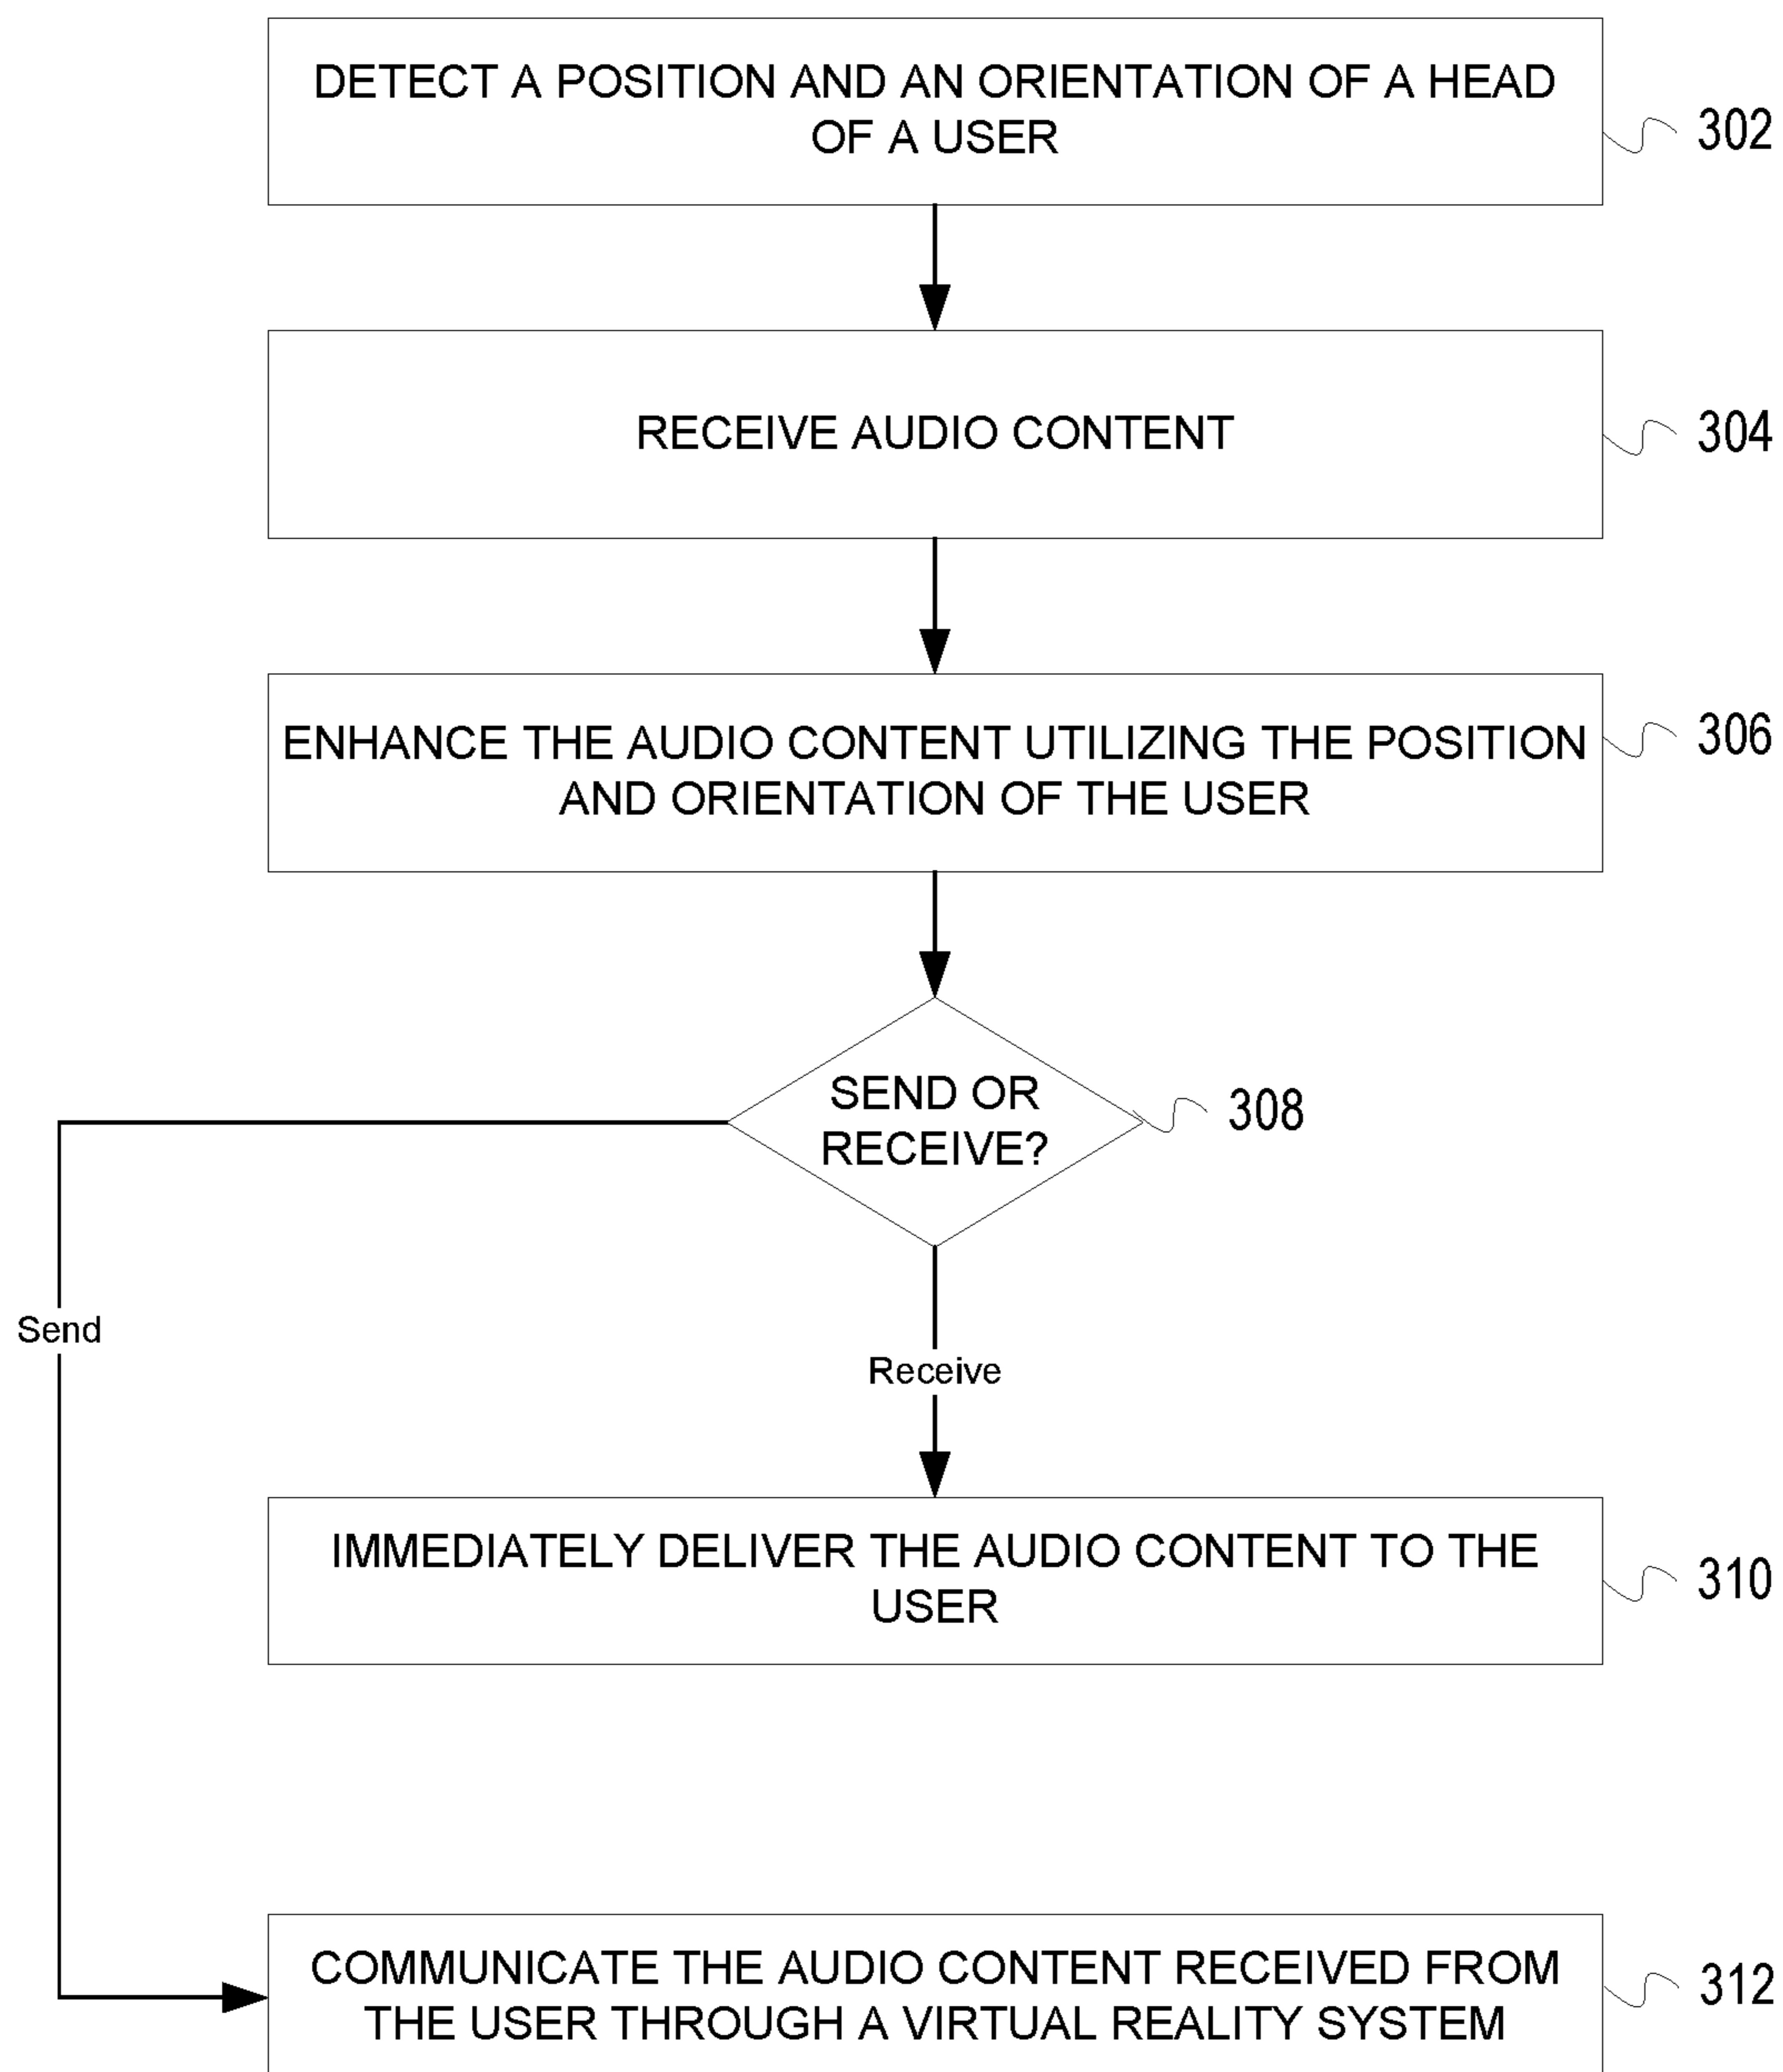 DETECT A POSITION AND AN ORIENTATION OF A HEAD
OF A USER
302
RECEIVE AUDIO CONTENT
304
ENHANCE THE AUDIO CONTENT UTILIZING THE POSITION
AND ORIENTATION OF THE USER
306
SEND OR
RECEIVE?
308
Send
Receive
IMMEDIATELY DELIVER THE AUDIO CONTENT TO THE
USER
310
COMMUNICATE THE AUDIO CONTENT RECEIVED FROM
THE USER THROUGH A VIRTUAL REALITY SYSTEM
312